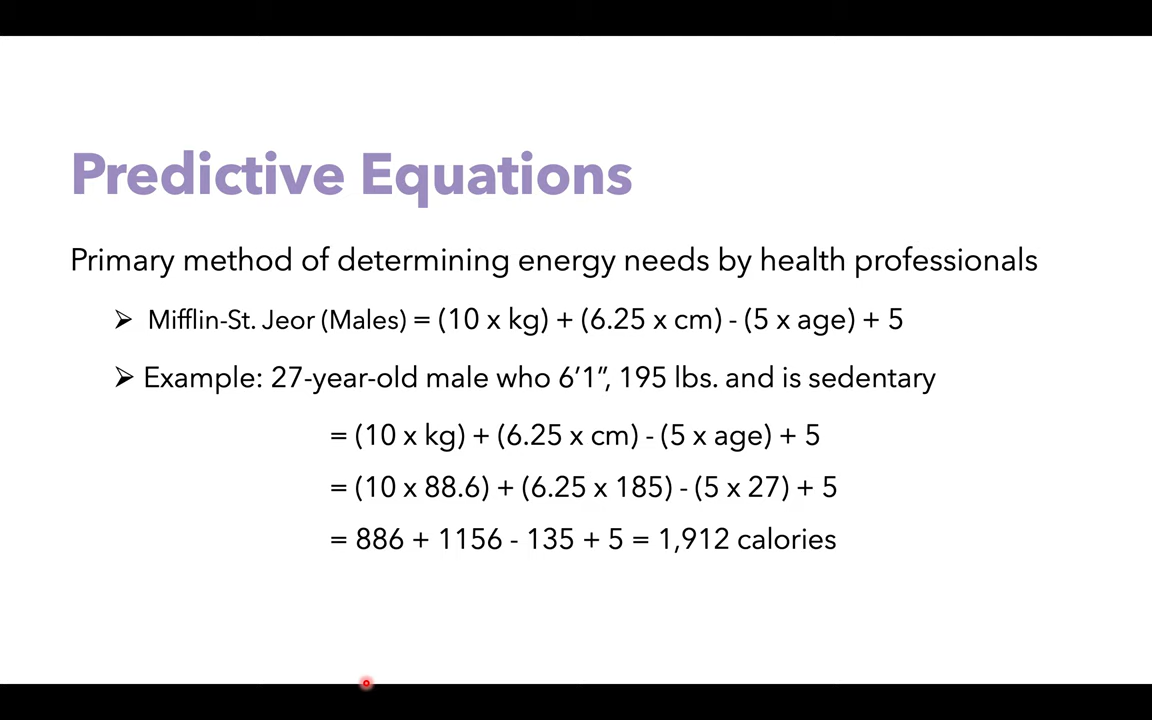 Predictive Equations
Primary method of determining energy needs by health professionals
➢ Mifflin-St. Jeor (Males) = (10 x kg) + (6.25 x cm) - (5 x age) + 5
➢ Example: 27-year-old male who 6’1”, 195 lbs. and is sedentary
= (10 x kg) + (6.25 x cm) - (5 x age) + 5
= (10 x 88.6) + (6.25 x 185) - (5 x 27) + 5
= 886 + 1156 - 135 + 5 = 1,912 calories